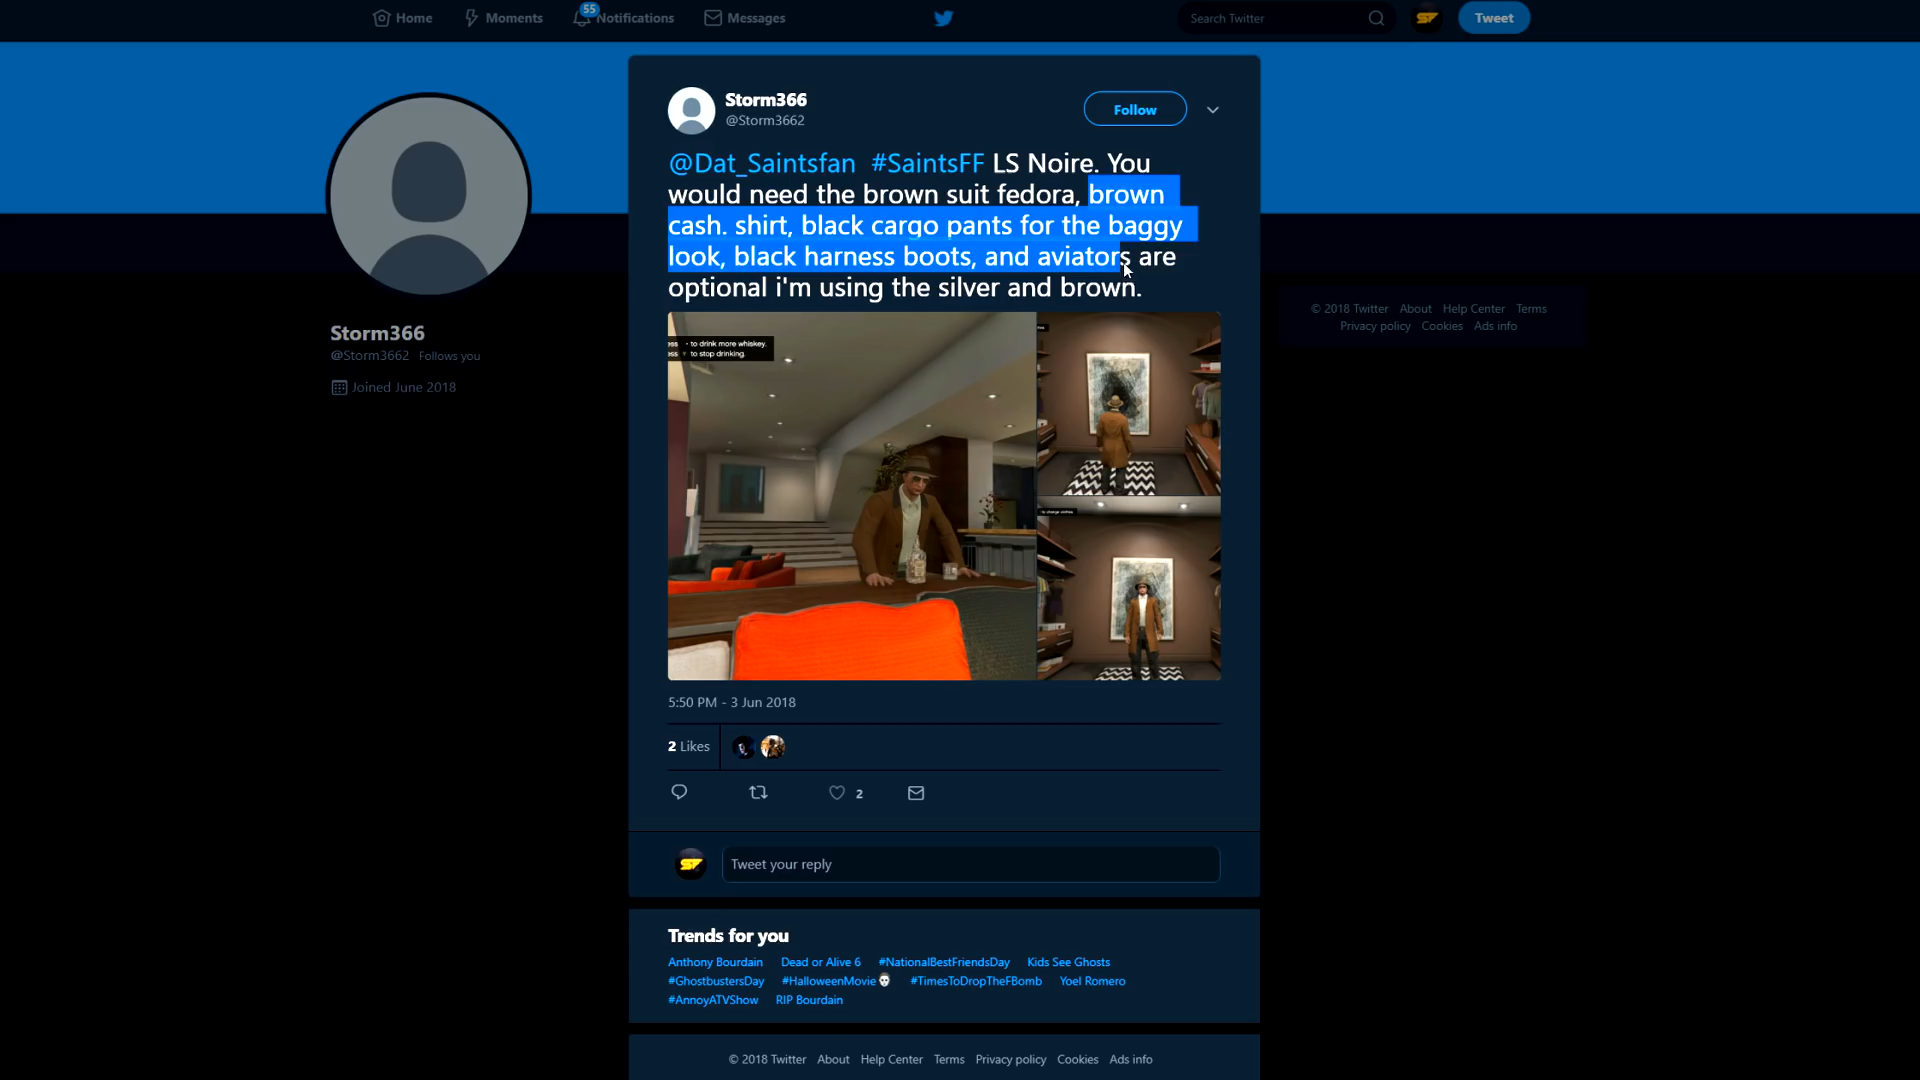 Home
Moments
55
Notifications
Messages
Search Twitter
Tweet
Storm366
@Storm3662
Follow
@Dat_Saintsfan #SaintsFF LS Noire. You
would need the brown suit fedora, brown
cash. shirt, black cargo pants for the baggy
look, black harness boots, and aviators are
optional i'm using the silver and brown.
to drink more whiskey.
to stop drinking.
to change clothes.
Storm366
@Storm3662 Follows you
Joined June 2018
© 2018 Twitter About Help Center Terms
Privacy policy Cookies Ads info
5:50 PM - 3 Jun 2018
2 Likes
2
Tweet your reply
Trends for you
Anthony Bourdain Dead or Alive 6 #NationalBestFriendsDay Kids See Ghosts
#GhostbustersDay #HalloweenMovie #TimesToDropTheFBomb Yoel Romero
#AnnoyATVShow RIP Bourdain
© 2018 Twitter About Help Center Terms Privacy policy Cookies Ads info